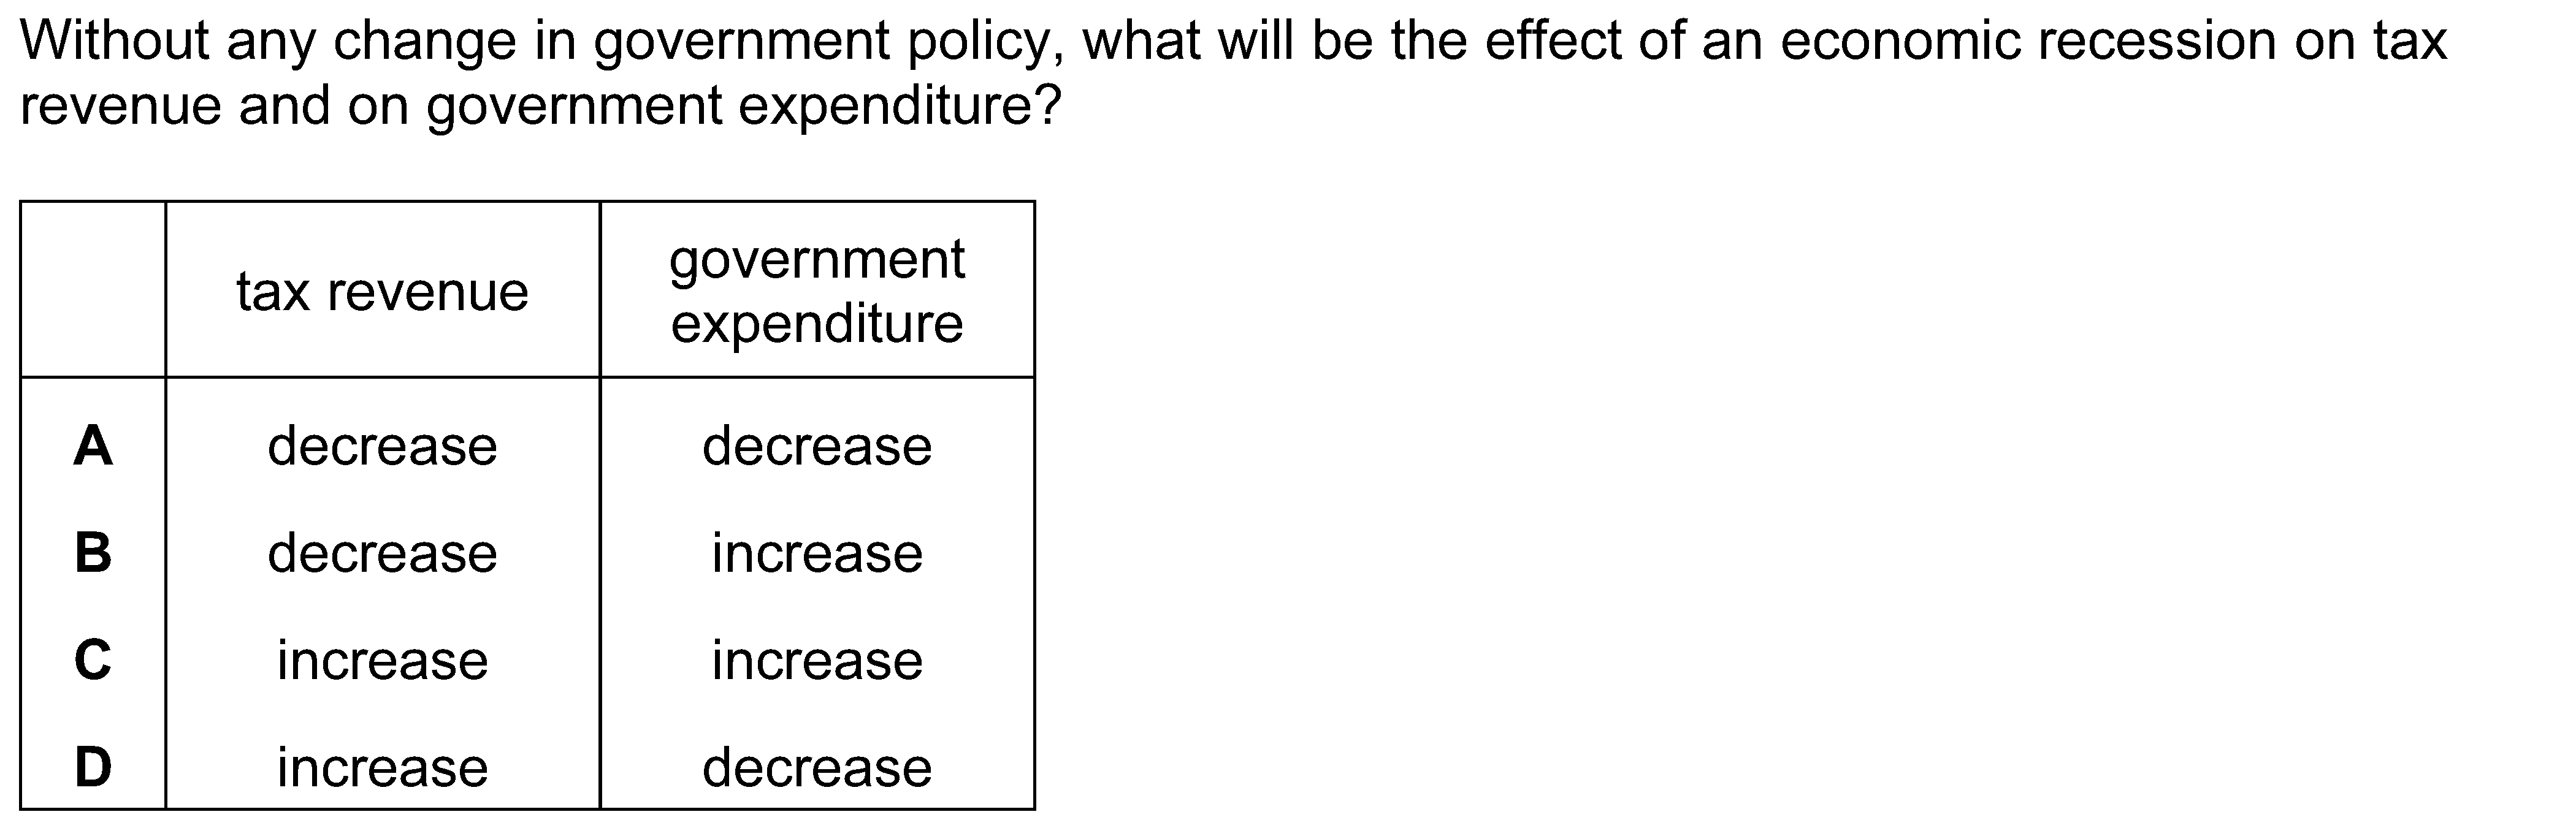 Without any change in government policy, what will be the effect of an economic recession on tax
revenue and on government expenditure?
tax revenue
government
expenditure
A decrease decrease
B decrease increase
C increase increase
D increase decrease